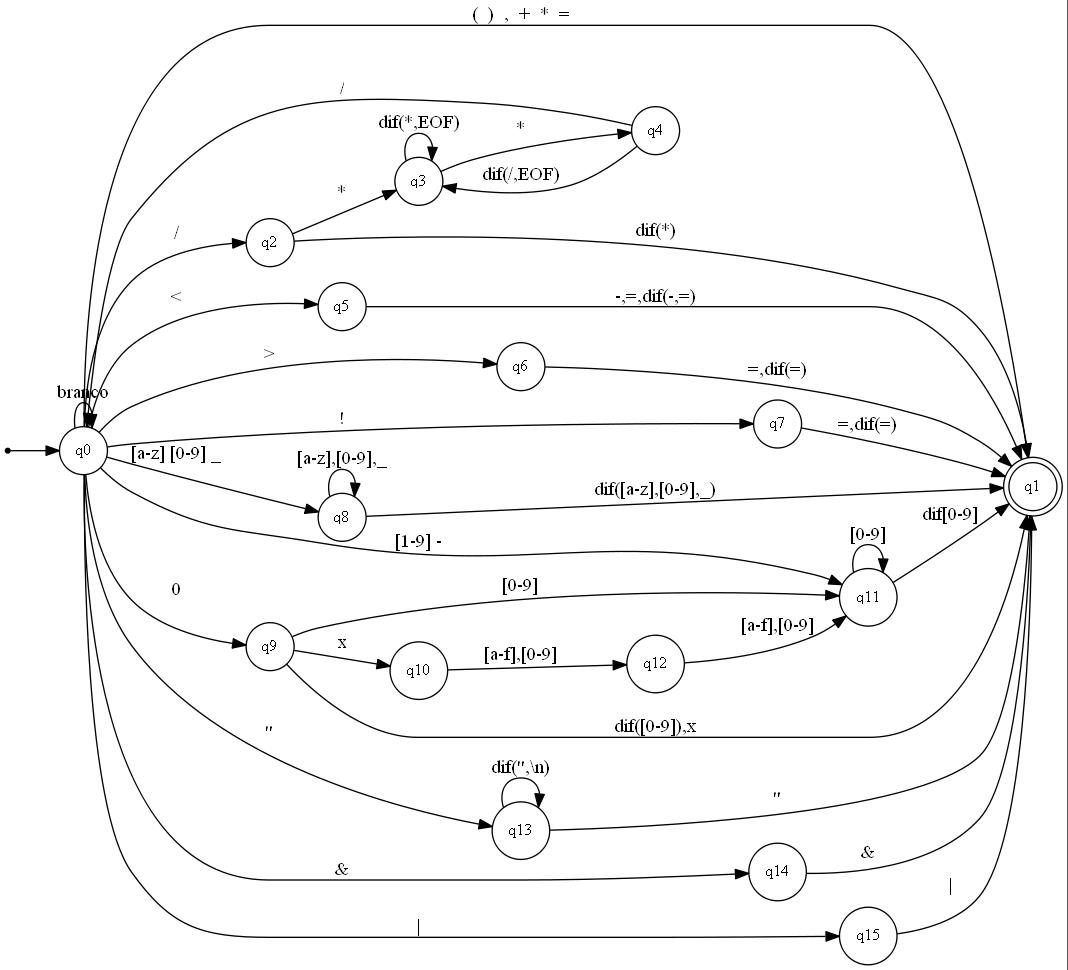 ( ) , + * =
/
dif(*,EOF)
*
q4
q3
dif(/,EOF)
*
/
q2
dif(*)
<
q5
-,=,dif(-,=)
>
q6
=,dif(=)
branco
!
q7
=,dif(=)
q0
[a-z] [0-9] _
[a-z],[0-9],_
q8
dif([a-z],[0-9],_)
q1
dif[0-9]
[1-9] -
[0-9]
q11
0
[0-9]
q9
x
q10
[a-f],[0-9]
q12
[a-f],[0-9]
dif([0-9]),x
"
dif(",\n)
q13
"
&
q14
&
|
q15
|